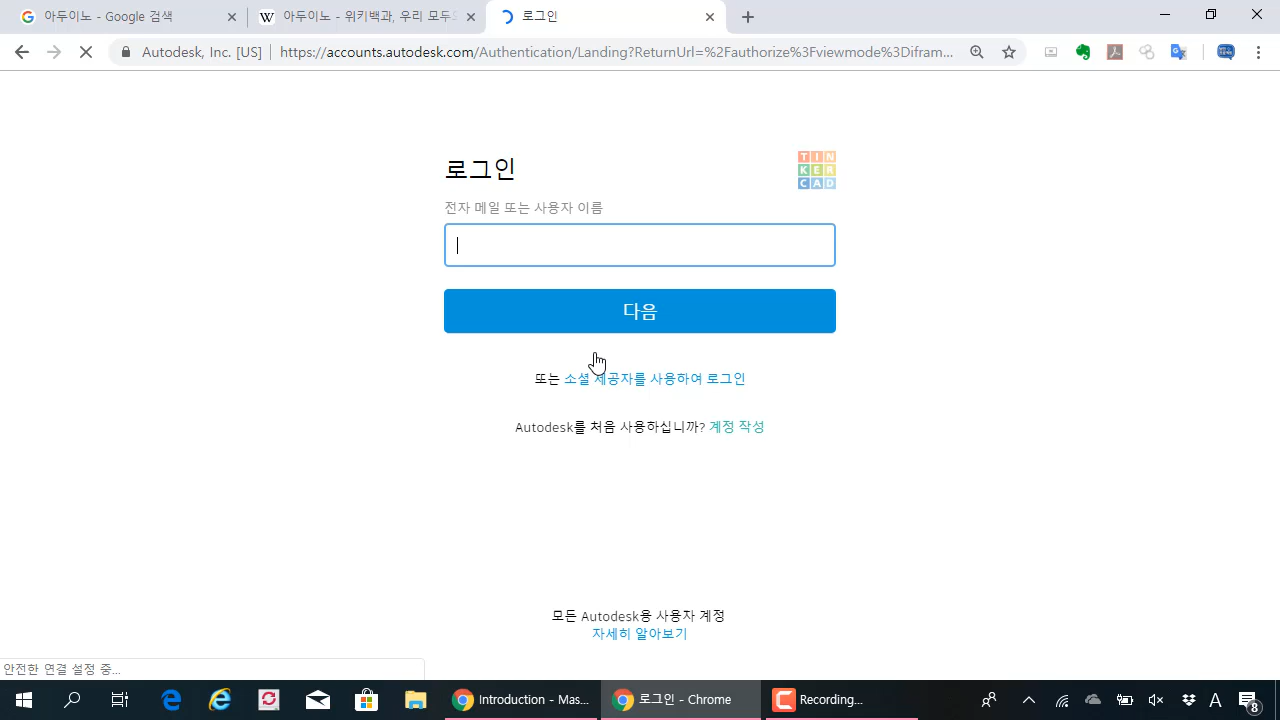 아두이노 - Google 검색
아두이노 - 위키백과, 우리 모두의
로그인
Autodesk, Inc. [US]
https://accounts.autodesk.com/Authentication/Landing?ReturnUrl=%2Fauthorize%3Fviewmode%3Difram...
로그인
TIN
KER
CAD
전자 메일 또는 사용자 이름
다음
또는 소셜 제공자를 사용하여 로그인
Autodesk를 처음 사용하십니까? 계정 작성
모든 Autodesk용 사용자 계정
자세히 알아보기
안전한 연결 설정 중...
Introduction - Mas...
로그인 - Chrome
Recording...
A
8